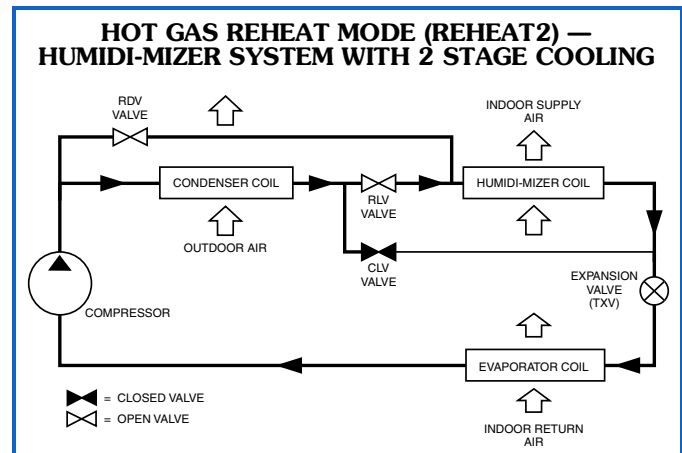 HOT GAS REHEAT MODE (REHEAT2) —
HUMIDI-MIZER SYSTEM WITH 2 STAGE COOLING
RDV
VALVE
INDOOR SUPPLY
AIR
CONDENSER COIL
RLV
VALVE
HUMIDI-MIZER COIL
OUTDOOR AIR
CLV
VALVE
EXPANSION
VALVE
(TXV)
COMPRESSOR
EVAPORATOR COIL
= CLOSED VALVE
= OPEN VALVE
INDOOR RETURN
AIR